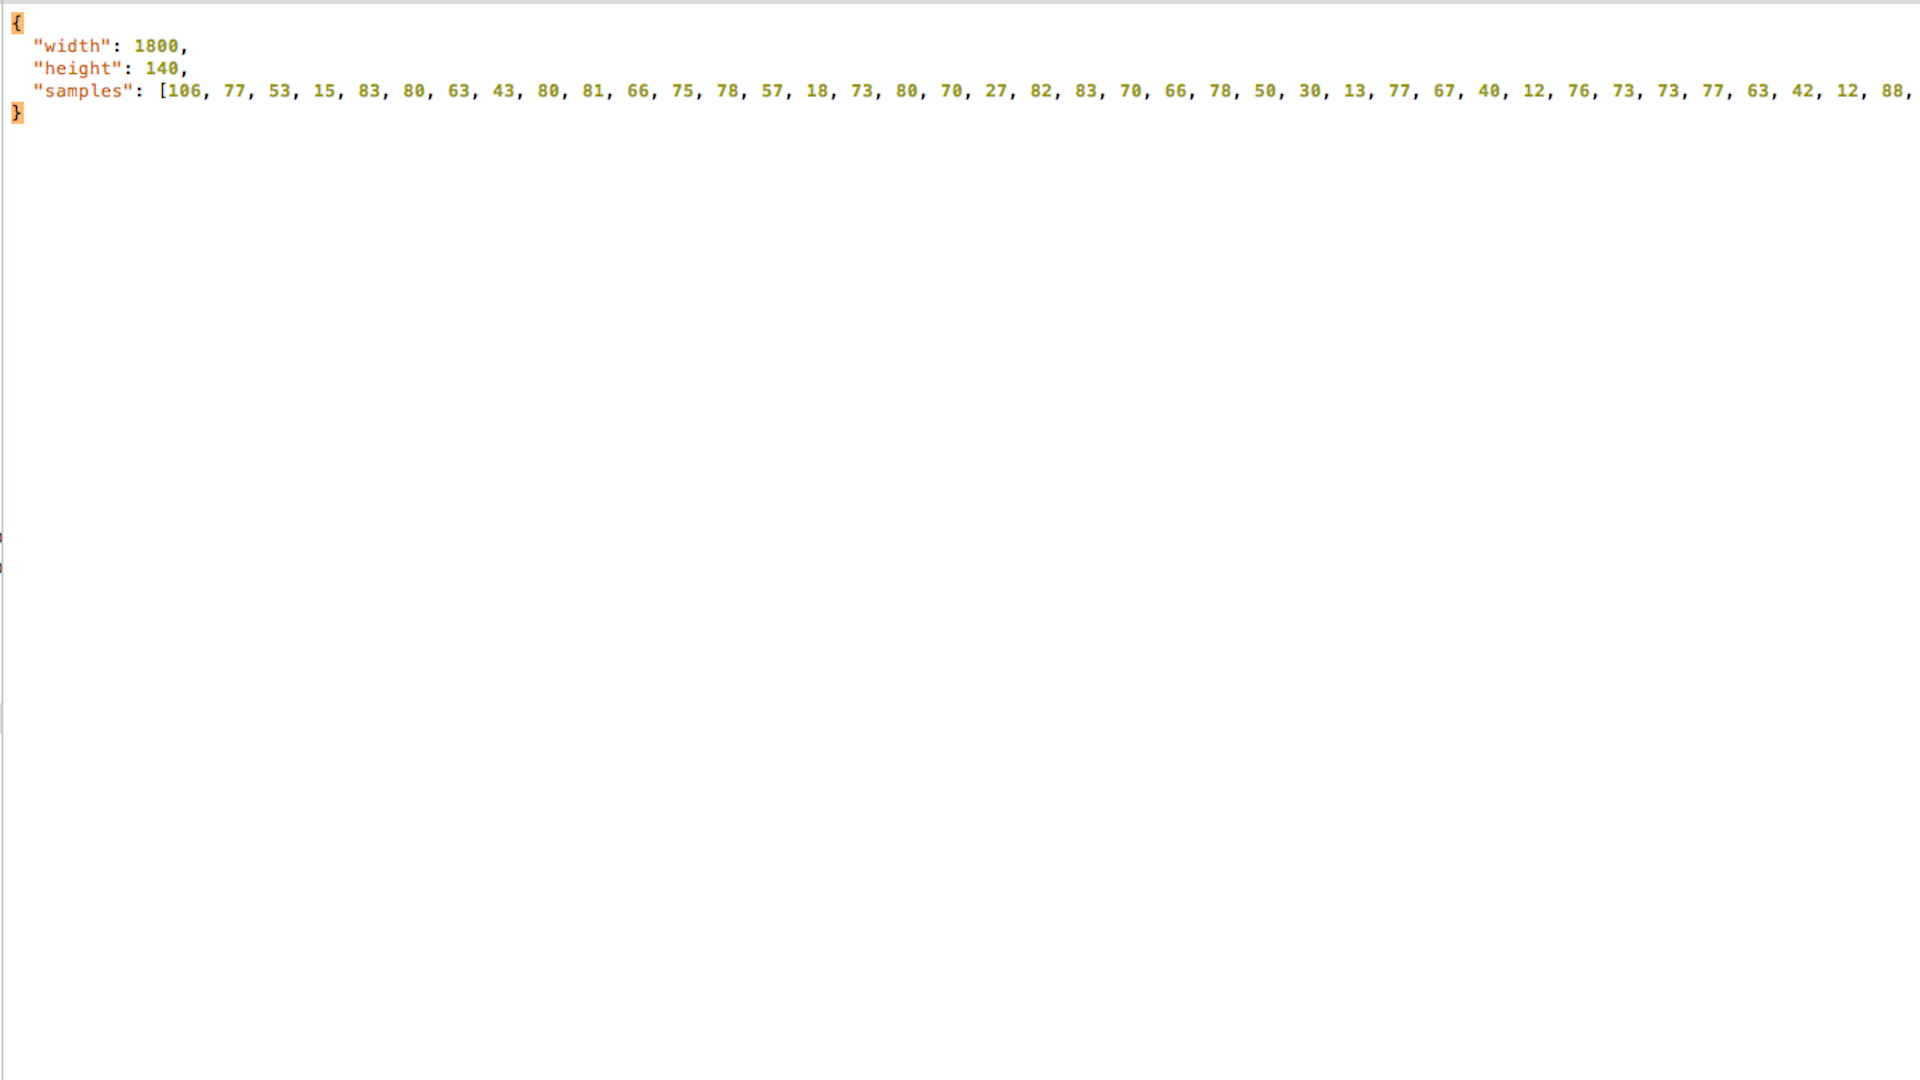 {
"width": 1800,
"height": 140,
"samples": [106, 77, 53, 15, 83, 80, 63, 43, 80, 81, 66, 75, 78, 57, 18, 73, 80, 70, 27, 82, 83, 70, 66, 78, 50, 30, 13, 77, 67, 40, 12, 76, 73, 73, 77, 63, 42, 12, 88,
}